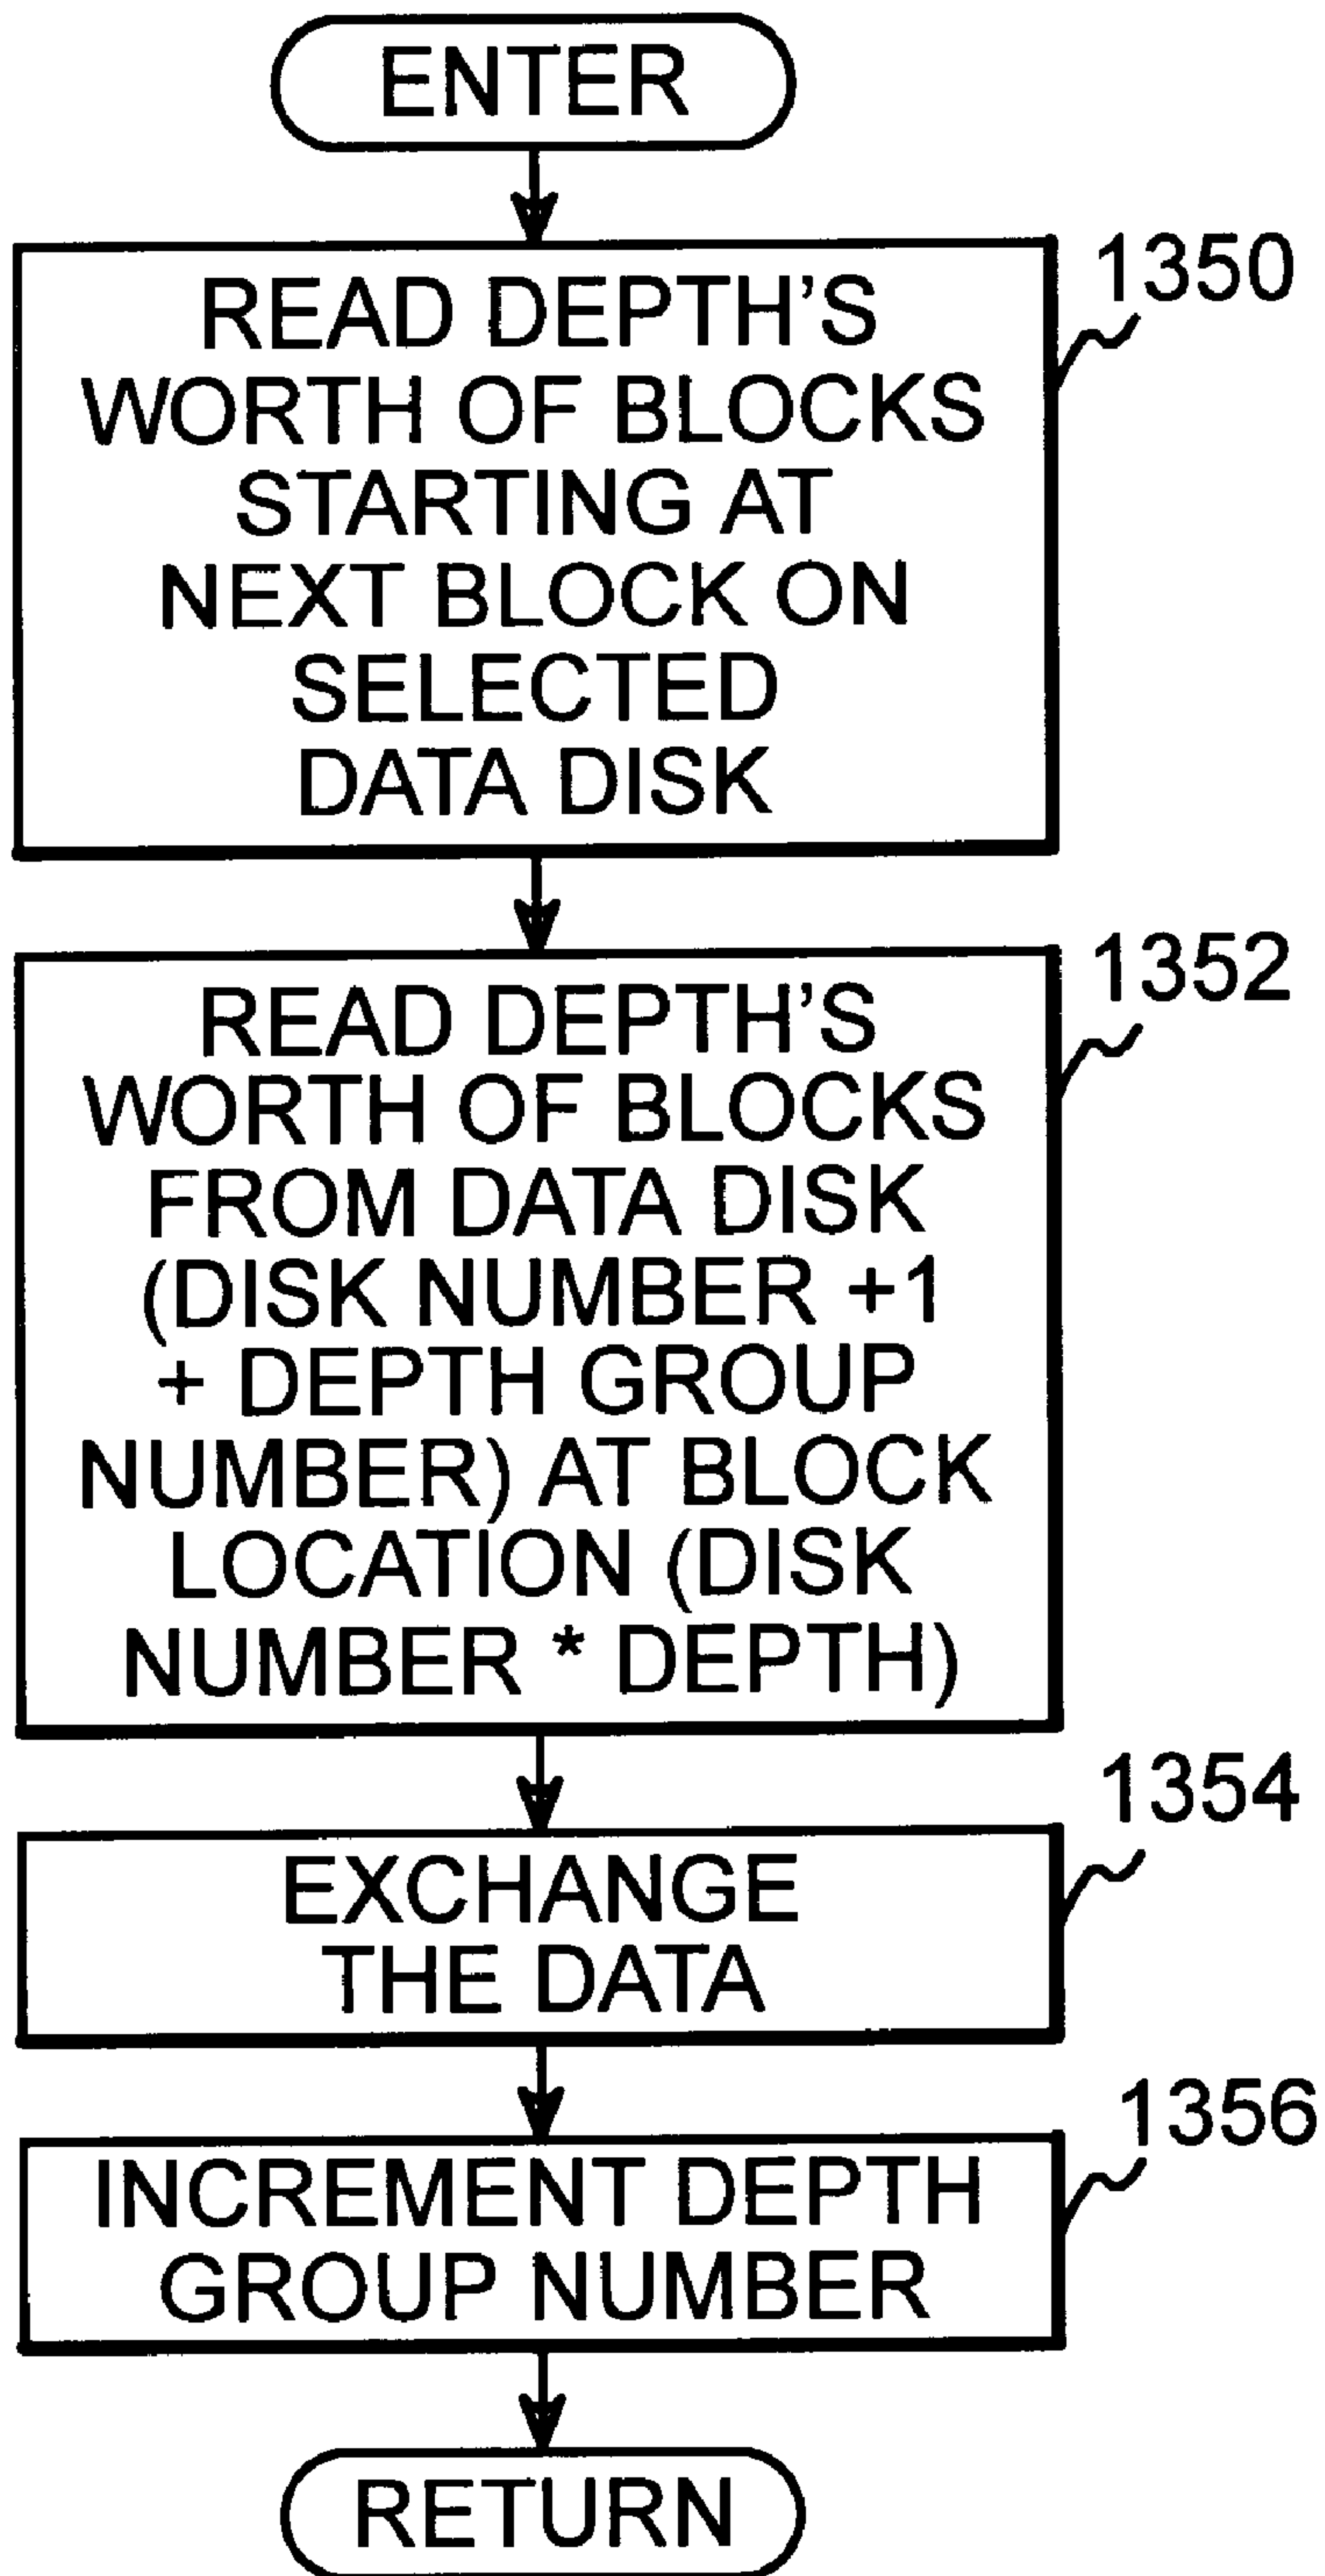 ENTER
1350
READ DEPTH'S
WORTH OF BLOCKS
STARTING AT
NEXT BLOCK ON
SELECTED
DATA DISK
1352
READ DEPTH'S
WORTH OF BLOCKS
FROM DATA DISK
(DISK NUMBER +1
+ DEPTH GROUP
NUMBER) AT BLOCK
LOCATION (DISK
NUMBER * DEPTH)
1354
EXCHANGE
THE DATA
1356
INCREMENT DEPTH
GROUP NUMBER
RETURN